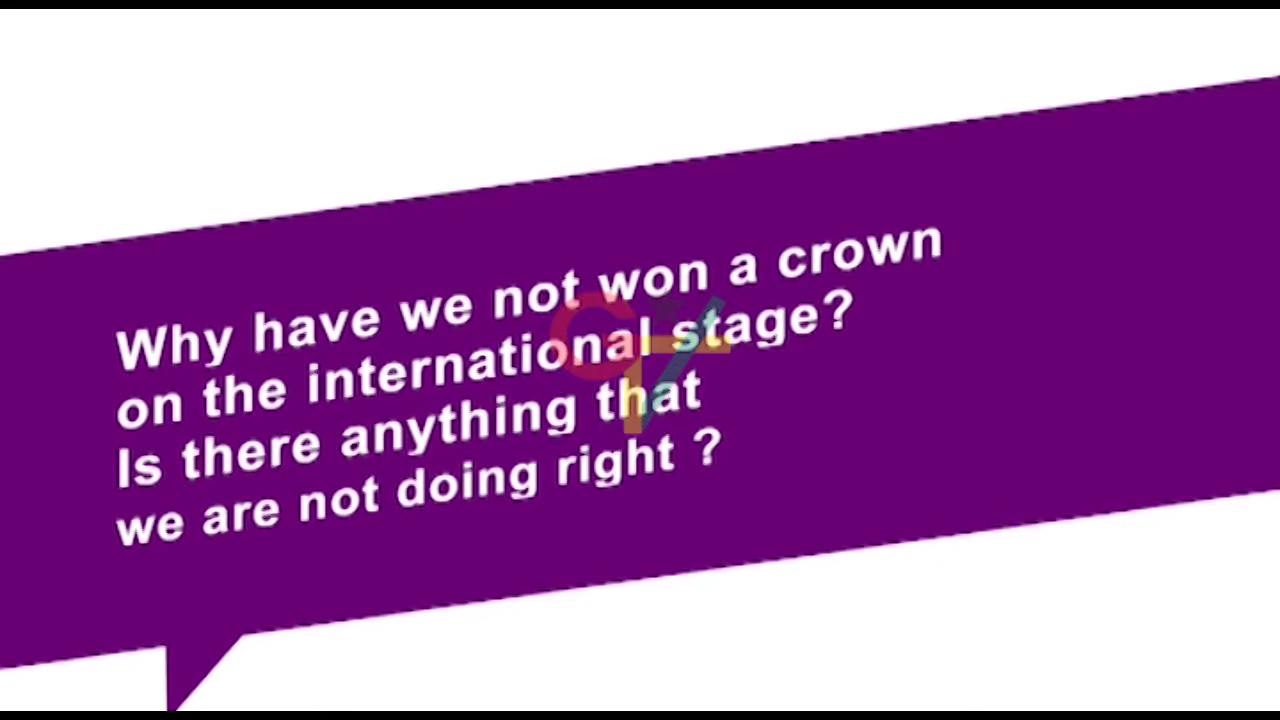 Why have we not won a crown
on the international stage?
Is there anything that
we are not doing right ?